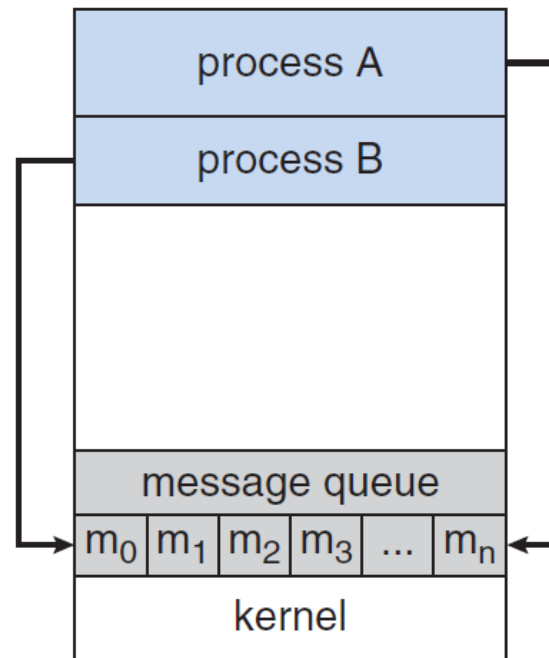 process A
process B
message queue
m₀ m₁ m₂ m₃ ... mₙ
kernel